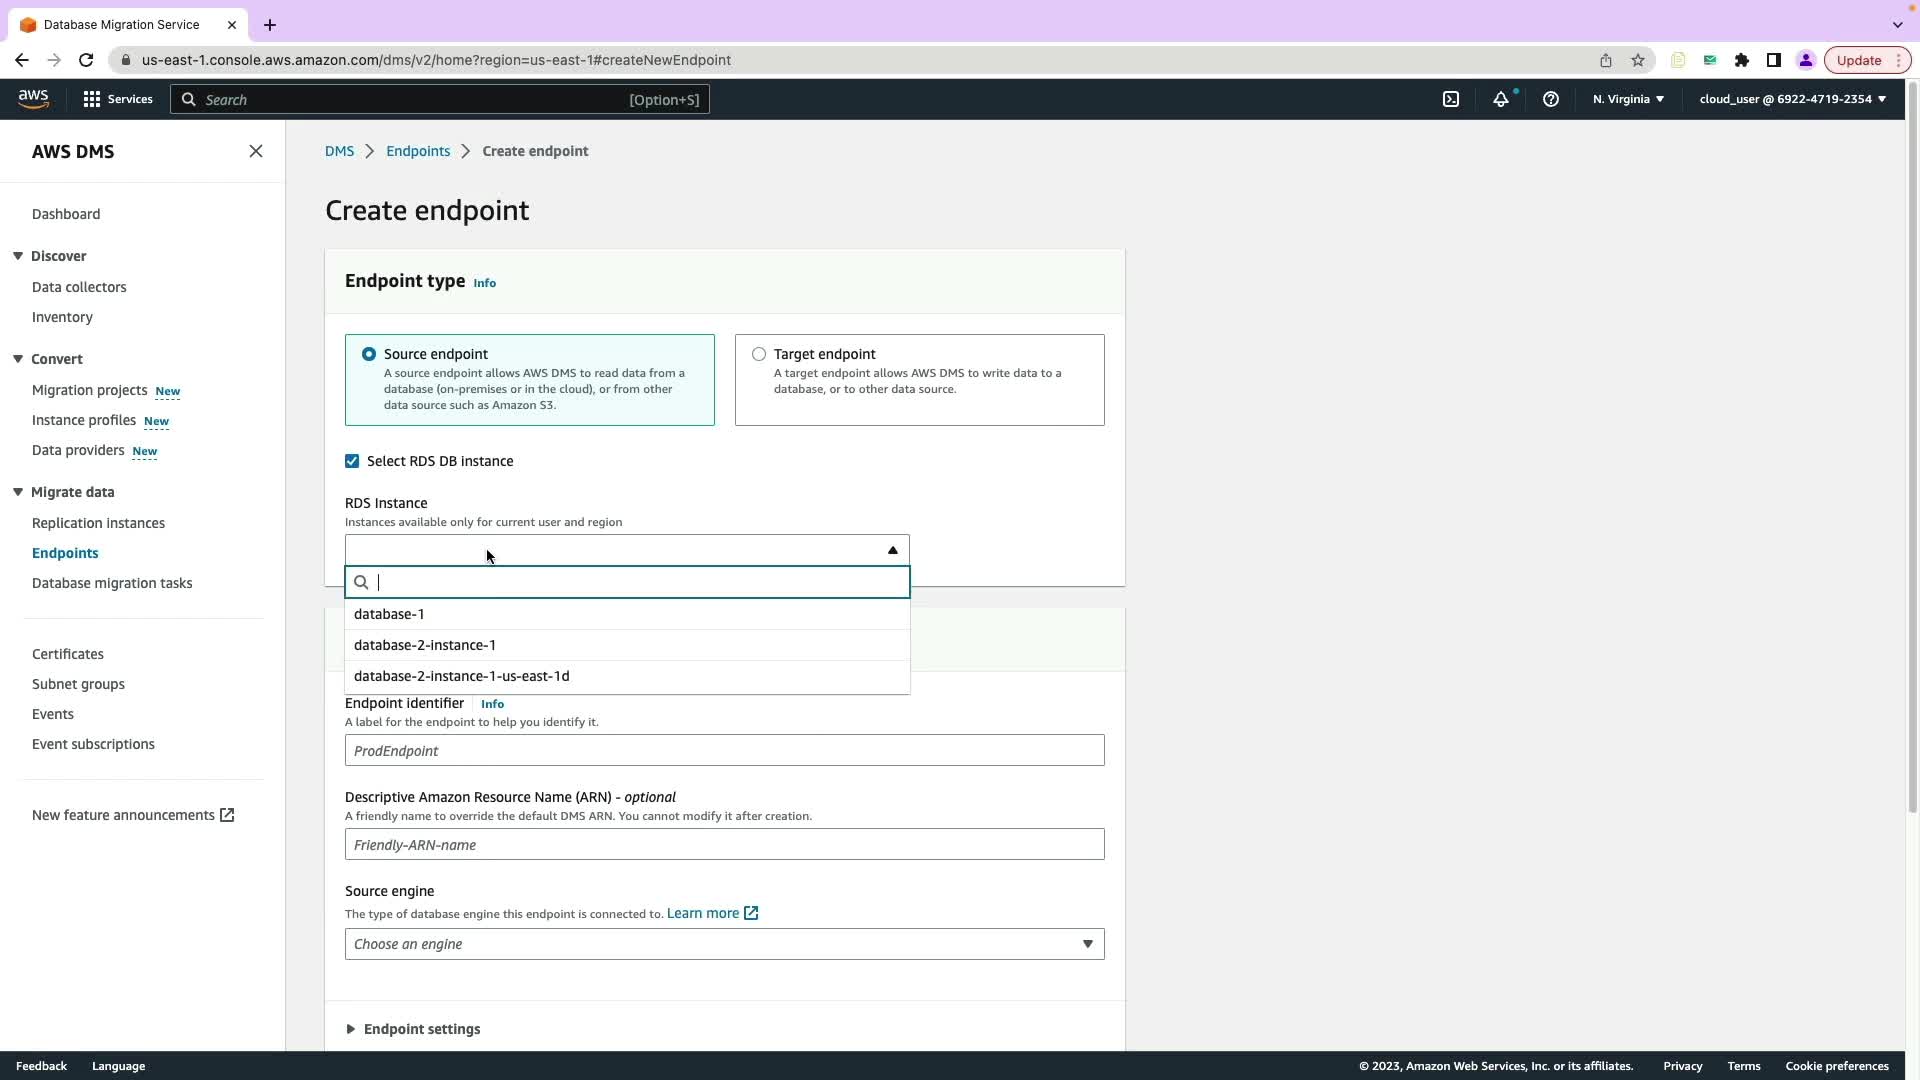 Database Migration Service
us-east-1.console.aws.amazon.com/dms/v2/home?region=us-east-1#createNewEndpoint
Update
aws
Services
Search
[Option+S]
N. Virginia
cloud_user @ 6922-4719-2354
AWS DMS
Dashboard
Discover
Data collectors
Inventory
Convert
Migration projects New
Instance profiles New
Data providers New
Migrate data
Replication instances
Endpoints
Database migration tasks
Certificates
Subnet groups
Events
Event subscriptions
New feature announcements
DMS > Endpoints > Create endpoint
Create endpoint
Endpoint type Info
Source endpoint
A source endpoint allows AWS DMS to read data from a
database (on-premises or in the cloud), or from other
data source such as Amazon S3.
Target endpoint
A target endpoint allows AWS DMS to write data to a
database, or to other data source.
Select RDS DB instance
RDS Instance
Instances available only for current user and region
database-1
database-2-instance-1
database-2-instance-1-us-east-1d
Endpoint identifier Info
A label for the endpoint to help you identify it.
ProdEndpoint
Descriptive Amazon Resource Name (ARN) - optional
A friendly name to override the default DMS ARN. You cannot modify it after creation.
Friendly-ARN-name
Source engine
The type of database engine this endpoint is connected to. Learn more
Choose an engine
Endpoint settings
Feedback
Language
© 2023, Amazon Web Services, Inc. or its affiliates.
Privacy
Terms
Cookie preferences